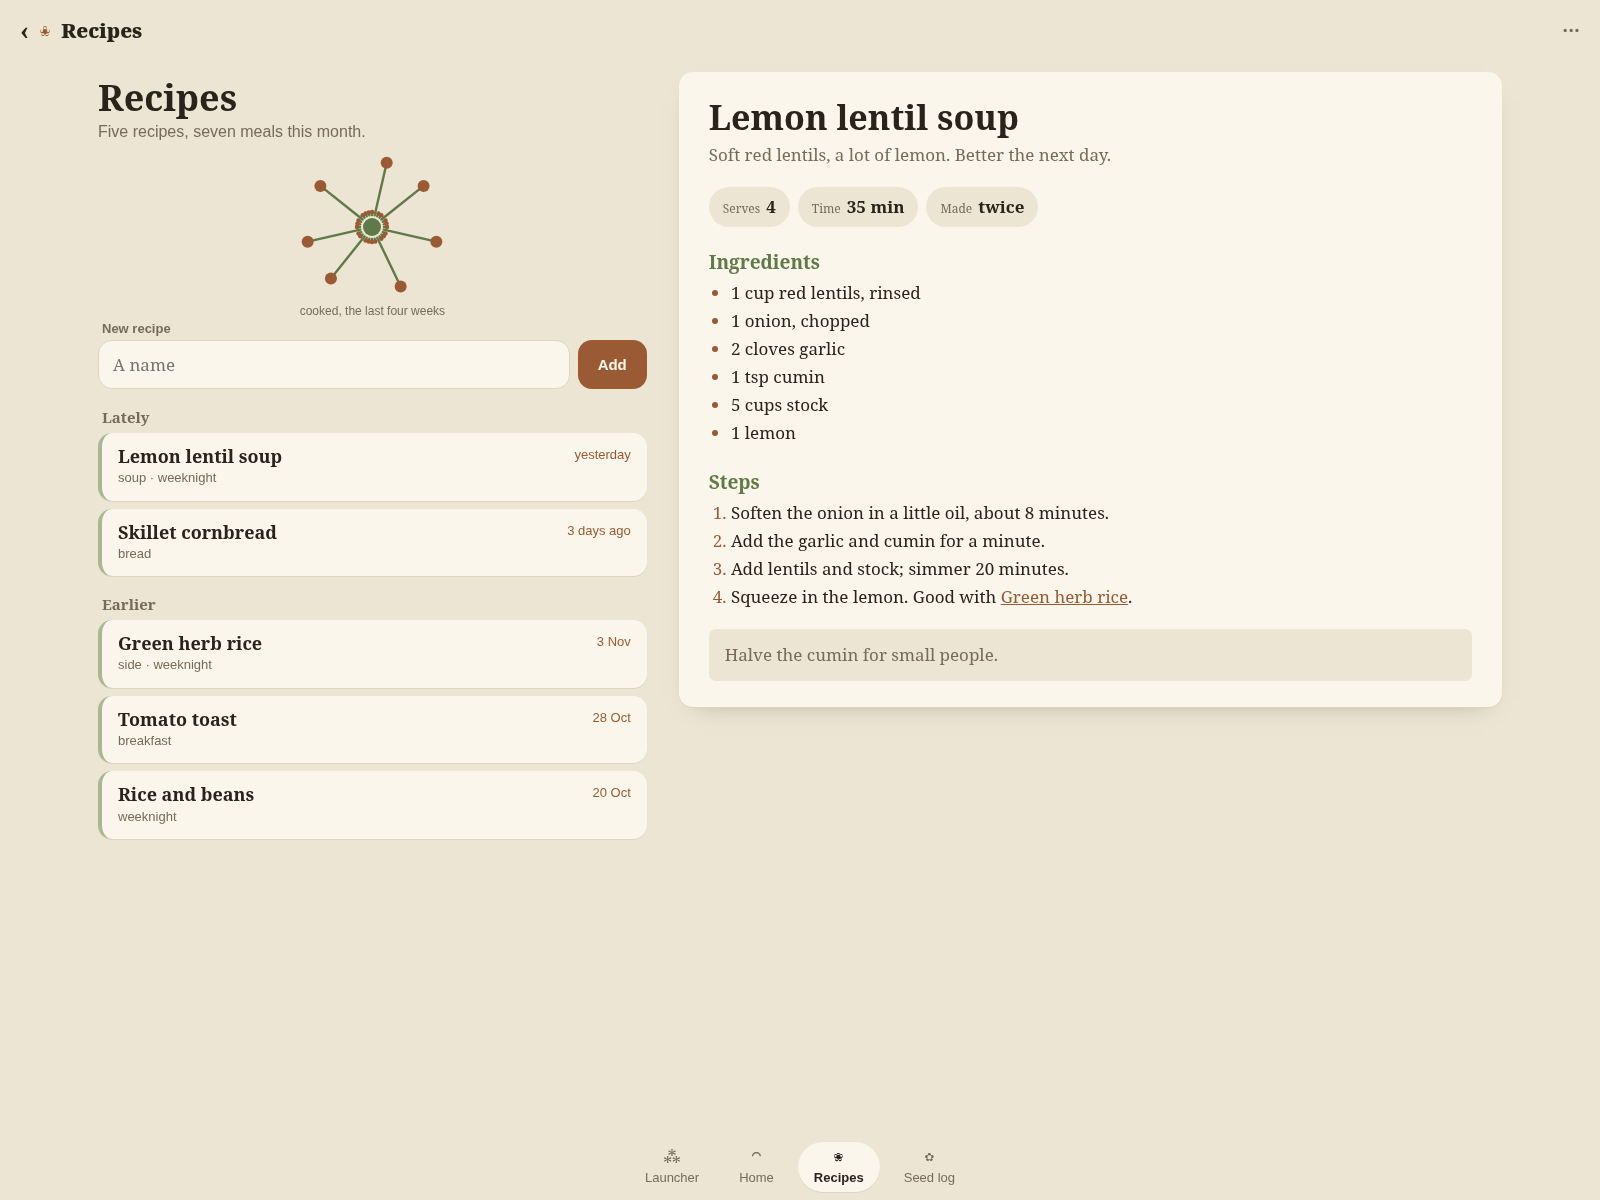 Recipes
Recipes
Five recipes, seven meals this month.
cooked, the last four weeks
New recipe
A name
Add
Lately
Lemon lentil soup
yesterday
soup · weeknight
Skillet cornbread
3 days ago
bread
Earlier
Green herb rice
3 Nov
side · weeknight
Tomato toast
28 Oct
breakfast
Rice and beans
20 Oct
weeknight
Lemon lentil soup
Soft red lentils, a lot of lemon. Better the next day.
Serves 4
Time 35 min
Made twice
Ingredients
1 cup red lentils, rinsed
1 onion, chopped
2 cloves garlic
1 tsp cumin
5 cups stock
1 lemon
Steps
1. Soften the onion in a little oil, about 8 minutes.
2. Add the garlic and cumin for a minute.
3. Add lentils and stock; simmer 20 minutes.
4. Squeeze in the lemon. Good with Green herb rice.
Halve the cumin for small people.
Launcher
Home
Recipes
Seed log